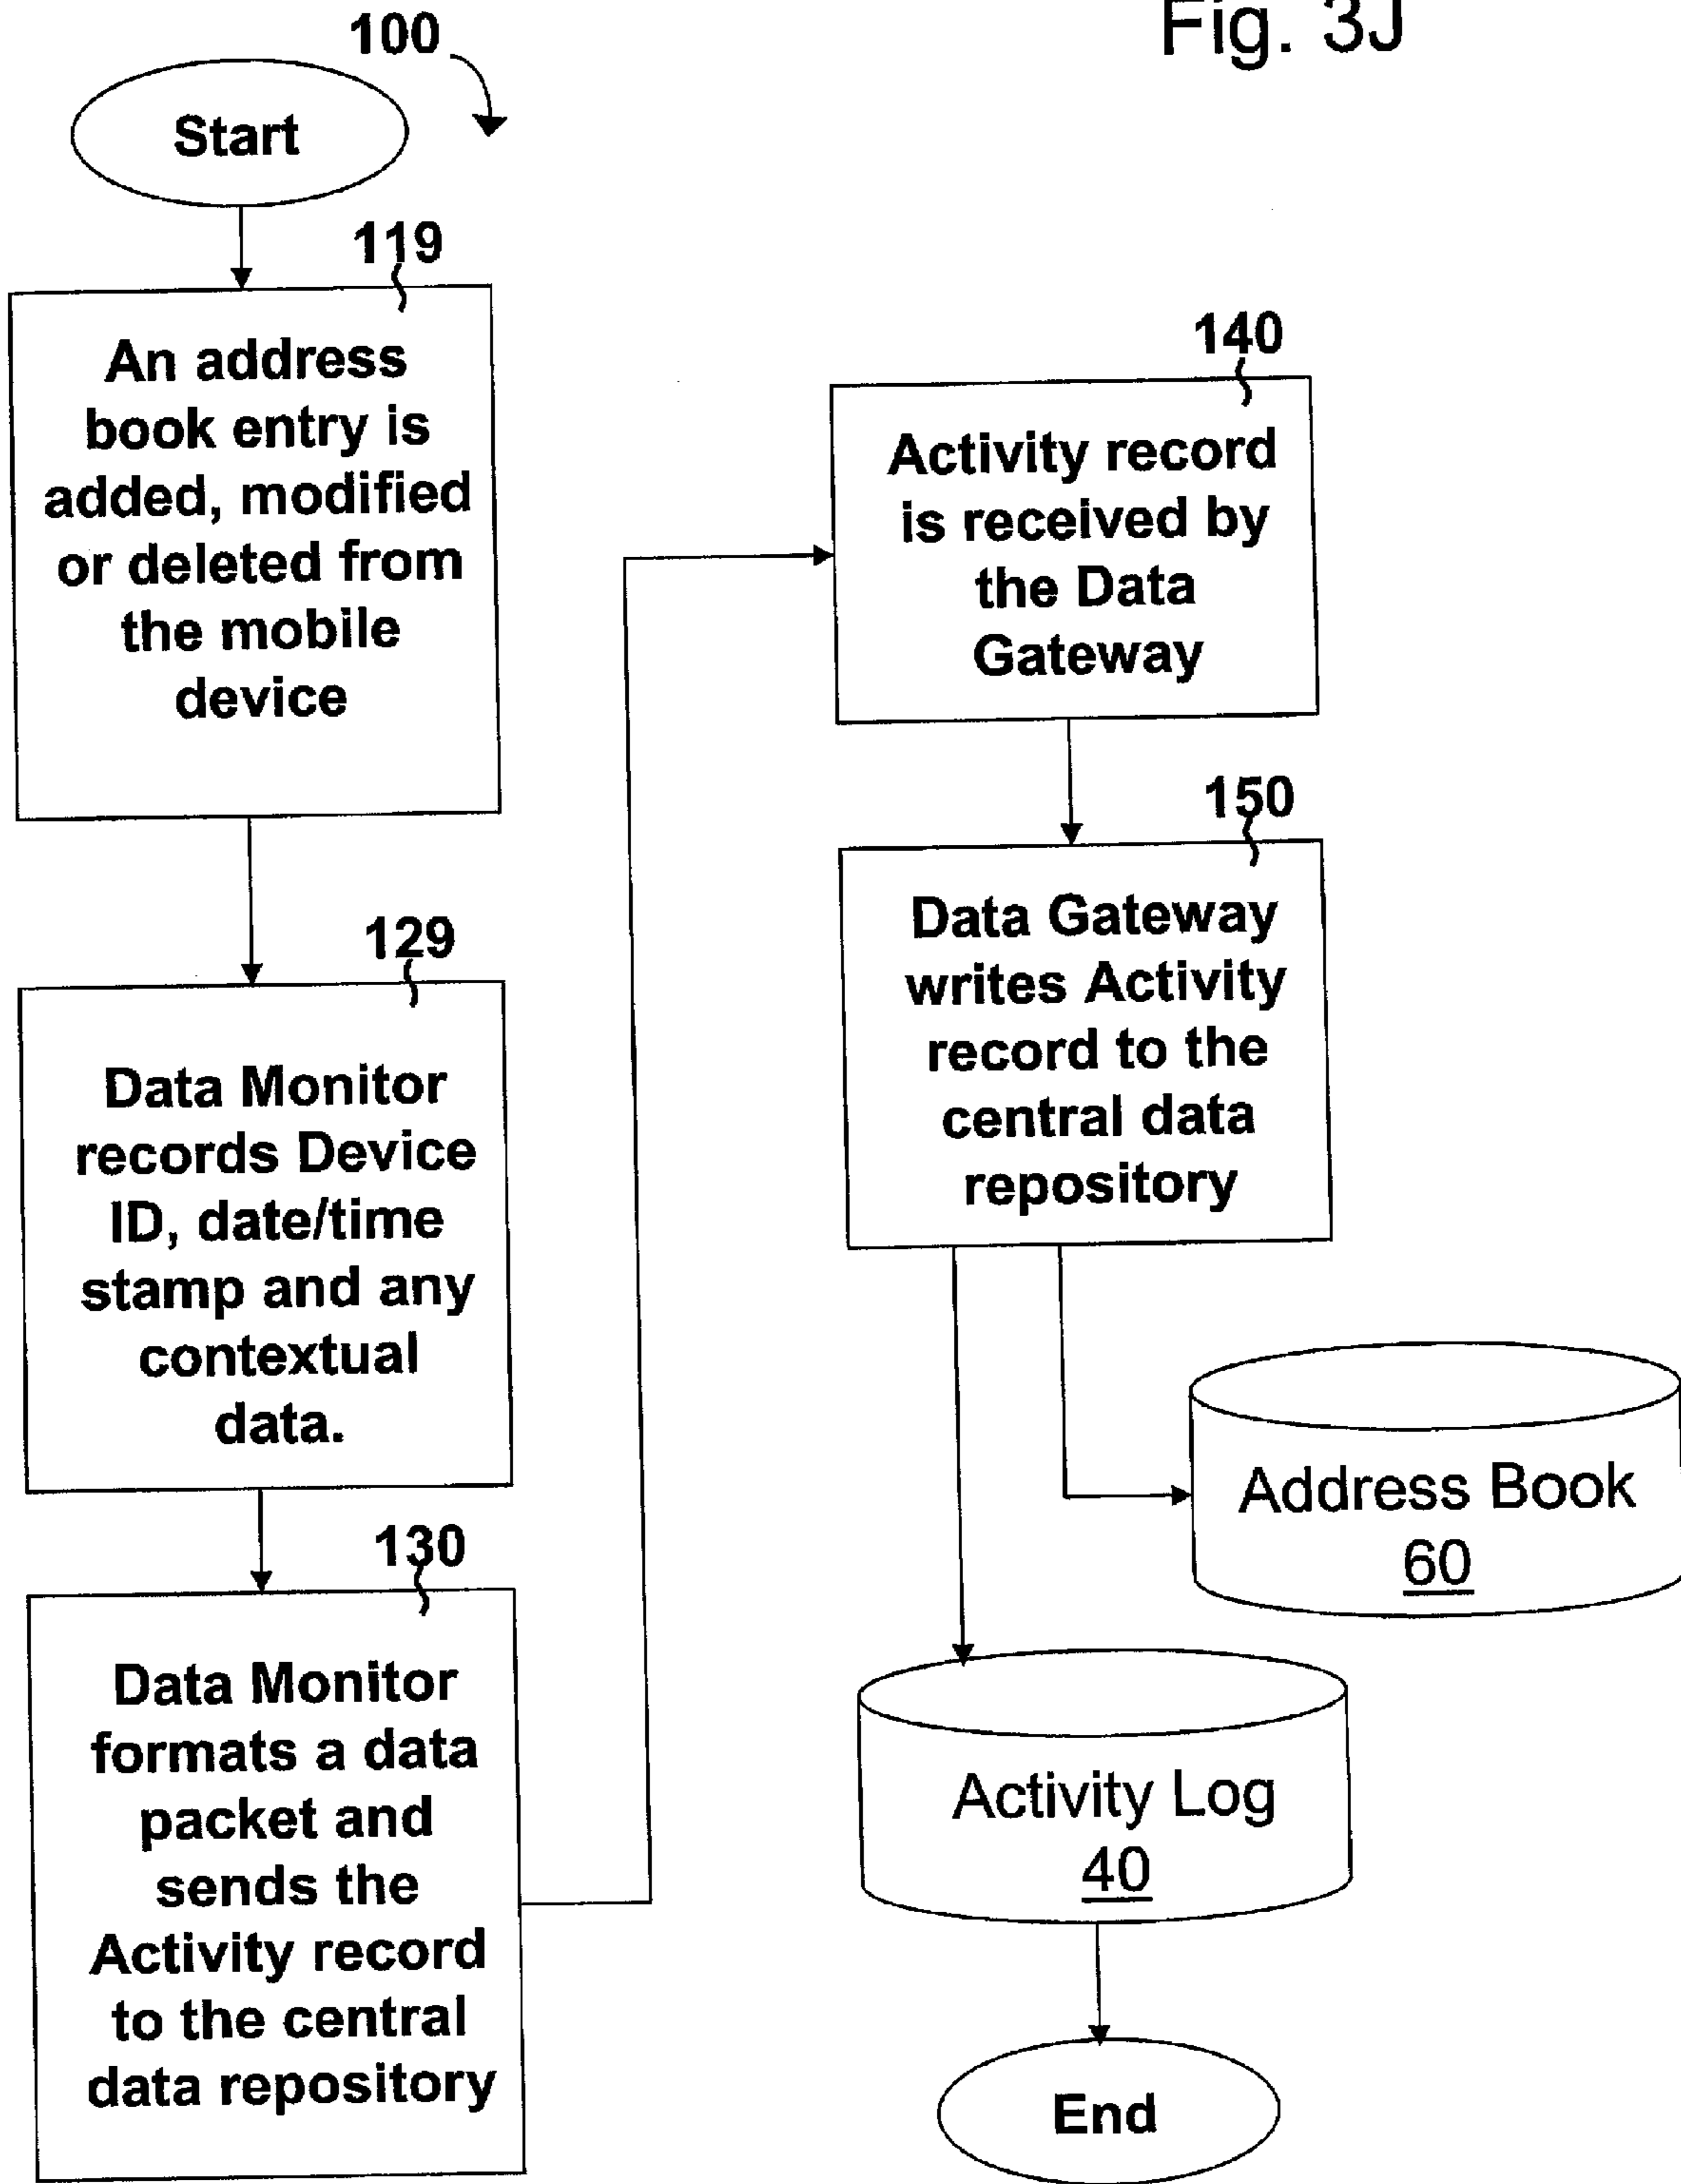 Fig. 3J
100
Start
119
An address
book entry is
added, modified
or deleted from
the mobile
device
129
Data Monitor
records Device
ID, date/time
stamp and any
contextual
data.
130
Data Monitor
formats a data
packet and
sends the
Activity record
to the central
data repository
140
Activity record
is received by
the Data
Gateway
150
Data Gateway
writes Activity
record to the
central data
repository
Address Book
60
Activity Log
40
End